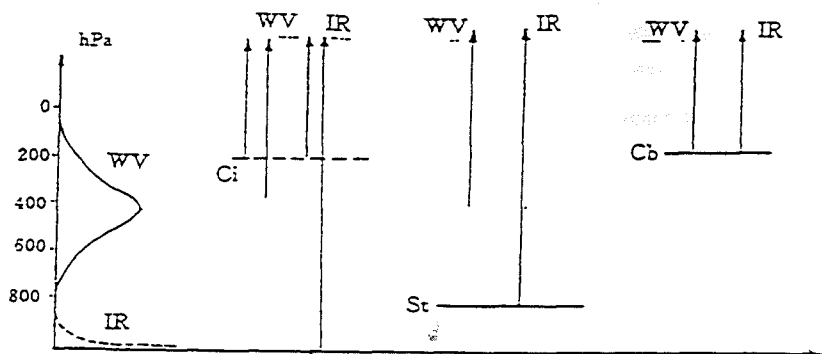 WV IR WV IR WV IR
hPa
0
200
WV
Ci
Cb
400
600
800
St
IR